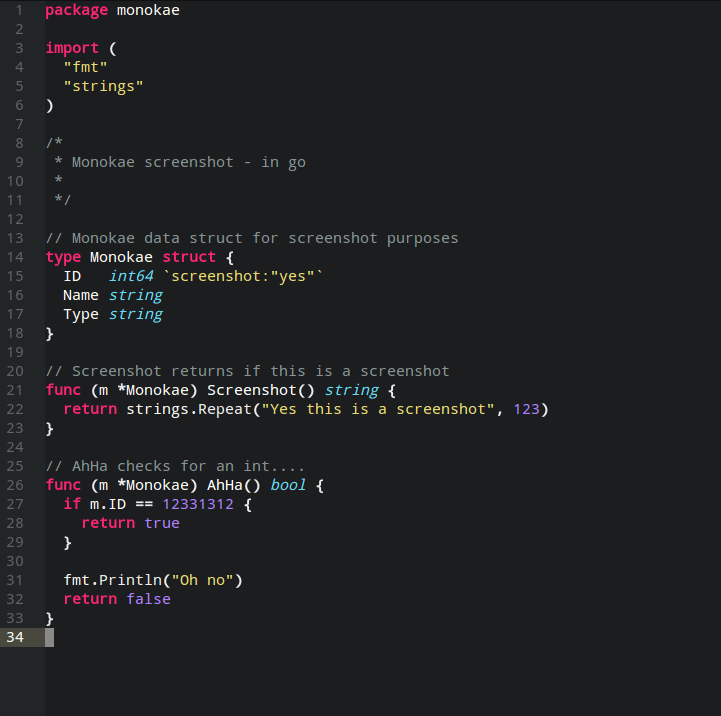 1 package monokae
2
3 import (
4   "fmt"
5   "strings"
6 )
7
8 /*
9  * Monokae screenshot - in go
10  *
11  */
12
13 // Monokae data struct for screenshot purposes
14 type Monokae struct {
15   ID   int64 `screenshot:"yes"`
16   Name string
17   Type string
18 }
19
20 // Screenshot returns if this is a screenshot
21 func (m *Monokae) Screenshot() string {
22   return strings.Repeat("Yes this is a screenshot", 123)
23 }
24
25 // AhHa checks for an int....
26 func (m *Monokae) AhHa() bool {
27   if m.ID == 12331312 {
28     return true
29   }
30
31   fmt.Println("Oh no")
32   return false
33 }
34